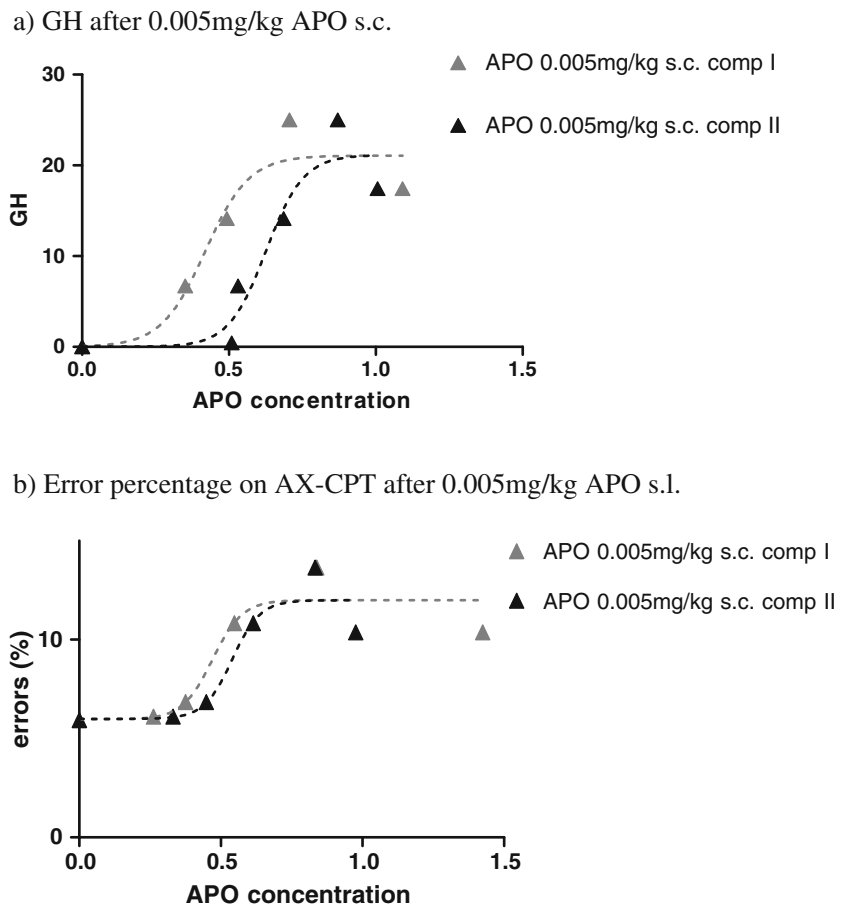 a) GH after 0.005mg/kg APO s.c.
APO 0.005mg/kg s.c. comp I
APO 0.005mg/kg s.c. comp II
30
20
10
0
GH
0.0 0.5 1.0 1.5
APO concentration
b) Error percentage on AX-CPT after 0.005mg/kg APO s.l.
APO 0.005mg/kg s.c. comp I
APO 0.005mg/kg s.c. comp II
10
0
errors (%)
0.0 0.5 1.0 1.5
APO concentration